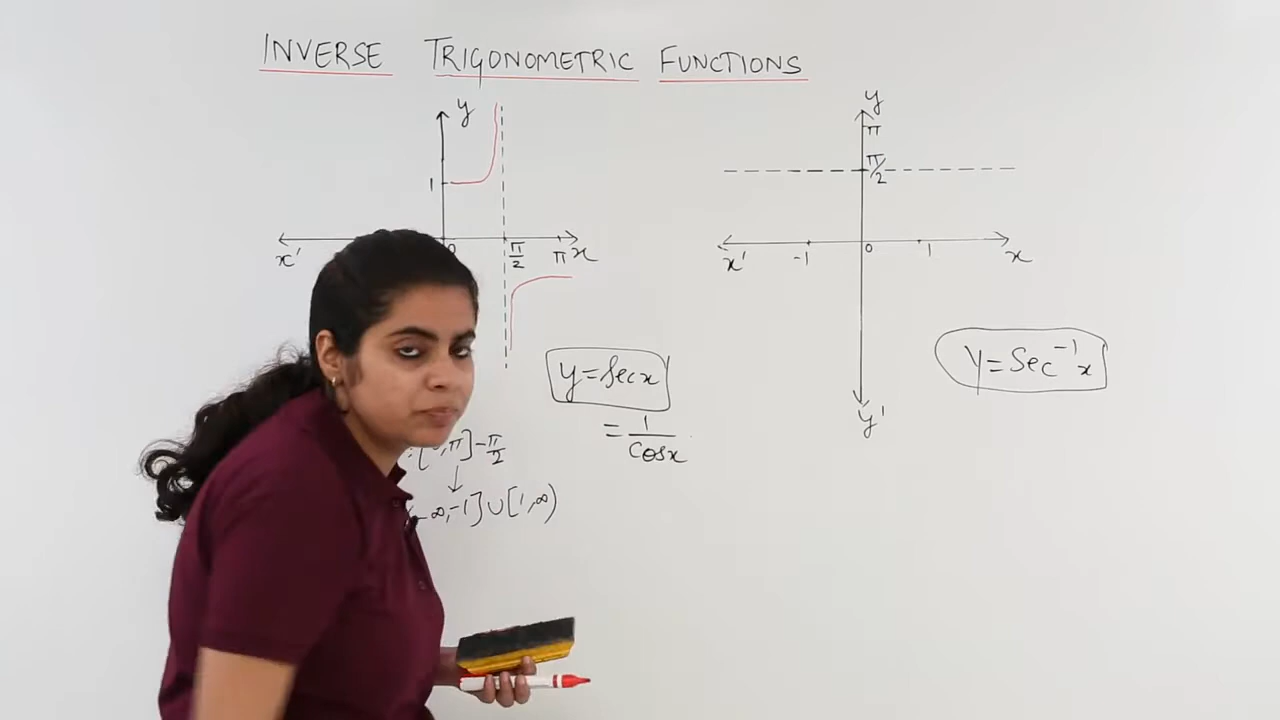 INVERSE TRIGONOMETRIC FUNCTIONS
y
1
x' 0 π/2 π x
y = Sec x
= 1/Cos x
π] - π/2
↓
-∞, -1] ∪ [1, ∞)
y
π
π/2
x' -1 0 1 x
y = Sec⁻¹ x
y'